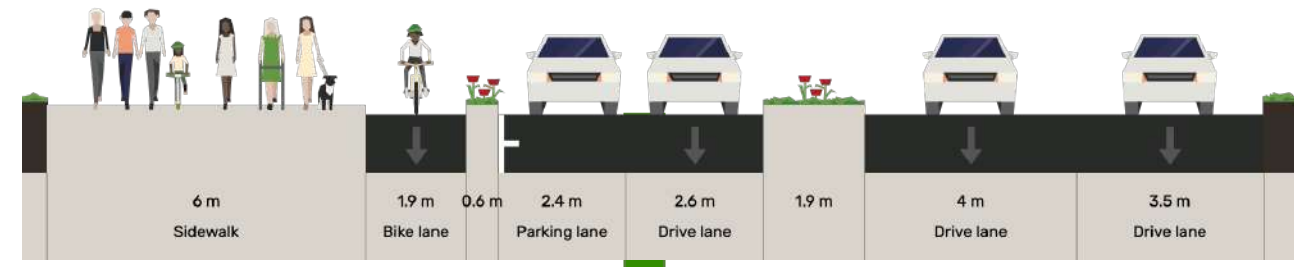 6 m
Sidewalk
1.9 m
Bike lane
0.6 m
2.4 m
Parking lane
2.6 m
Drive lane
1.9 m
4 m
Drive lane
3.5 m
Drive lane